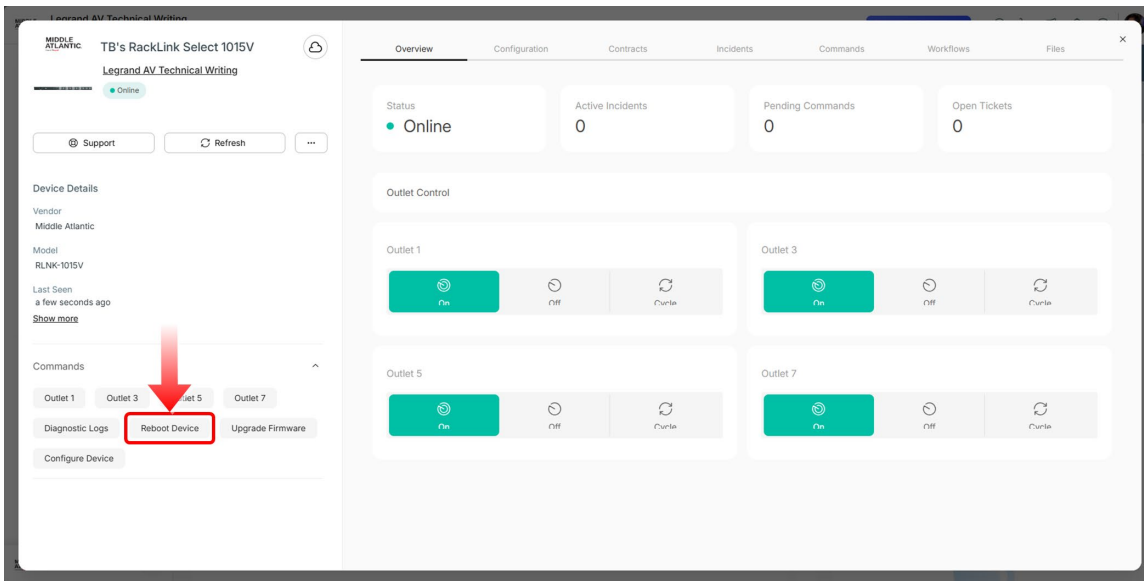 Legrand AV Technical Writing
MIDDLE
ATLANTIC
TB's RackLink Select 1015V
Legrand AV Technical Writing
Online
Support
Refresh
...
Device Details
Vendor
Middle Atlantic
Model
RLNK-1015V
Last Seen
a few seconds ago
Show more
Commands
Outlet 1 Outlet 3 Outlet 7
Diagnostic Logs Reboot Device Upgrade Firmware
Configure Device
Overview Configuration Contracts Incidents Commands Workflows Files
Status
Online
Active Incidents
0
Pending Commands
0
Open Tickets
0
Outlet Control
Outlet 1
On Off Cycle
Outlet 3
On Off Cycle
Outlet 5
On Off Cycle
Outlet 7
On Off Cycle